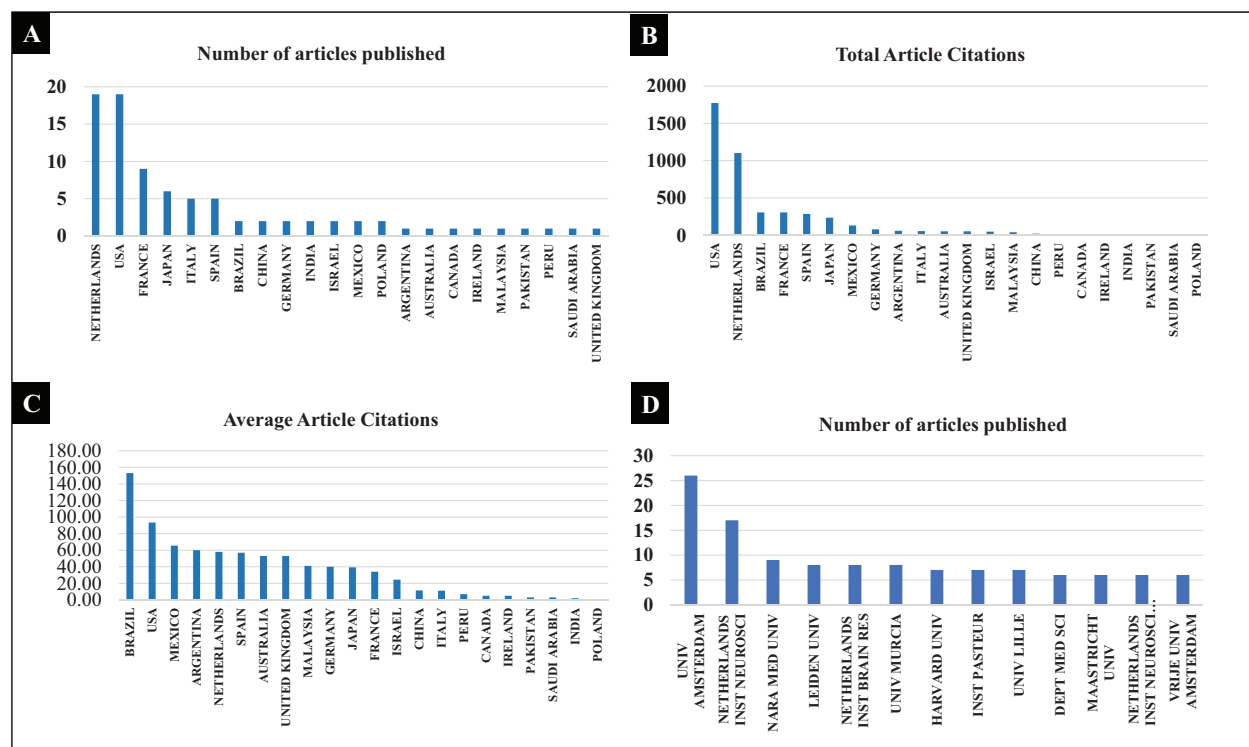 A
Number of articles published
20
15
10
5
0
NETHERLANDS
USA
FRANCE
JAPAN
ITALY
SPAIN
BRAZIL
CHINA
GERMANY
INDIA
ISRAEL
MEXICO
POLAND
ARGENTINA
AUSTRALIA
CANADA
IRELAND
MALAYSIA
PAKISTAN
PERU
SAUDI ARABIA
UNITED KINGDOM
B
Total Article Citations
2000
1500
1000
500
0
USA
NETHERLANDS
BRAZIL
FRANCE
SPAIN
JAPAN
MEXICO
GERMANY
ARGENTINA
ITALY
AUSTRALIA
UNITED KINGDOM
ISRAEL
MALAYSIA
CHINA
PERU
CANADA
IRELAND
INDIA
PAKISTAN
SAUDI ARABIA
POLAND
C
Average Article Citations
180.00
160.00
140.00
120.00
100.00
80.00
60.00
40.00
20.00
0.00
BRAZIL
USA
MEXICO
ARGENTINA
NETHERLANDS
SPAIN
AUSTRALIA
UNITED KINGDOM
MALAYSIA
GERMANY
JAPAN
FRANCE
ISRAEL
CHINA
ITALY
PERU
CANADA
IRELAND
PAKISTAN
SAUDI ARABIA
INDIA
POLAND
D
Number of articles published
30
25
20
15
10
5
0
UNIV
AMSTERDAM
NETHERLANDS
INST NEUROSCI
NARA MED UNIV
LEIDEN UNIV
NETHERLANDS
INST BRAIN RES
UNIV MURCIA
HARVARD UNIV
INST PASTEUR
UNIV LILLE
DEPT MED SCI
MAASTRICHT
UNIV
NETHERLANDS
INST NEUROSCI...
VRIJE UNIV
AMSTERDAM